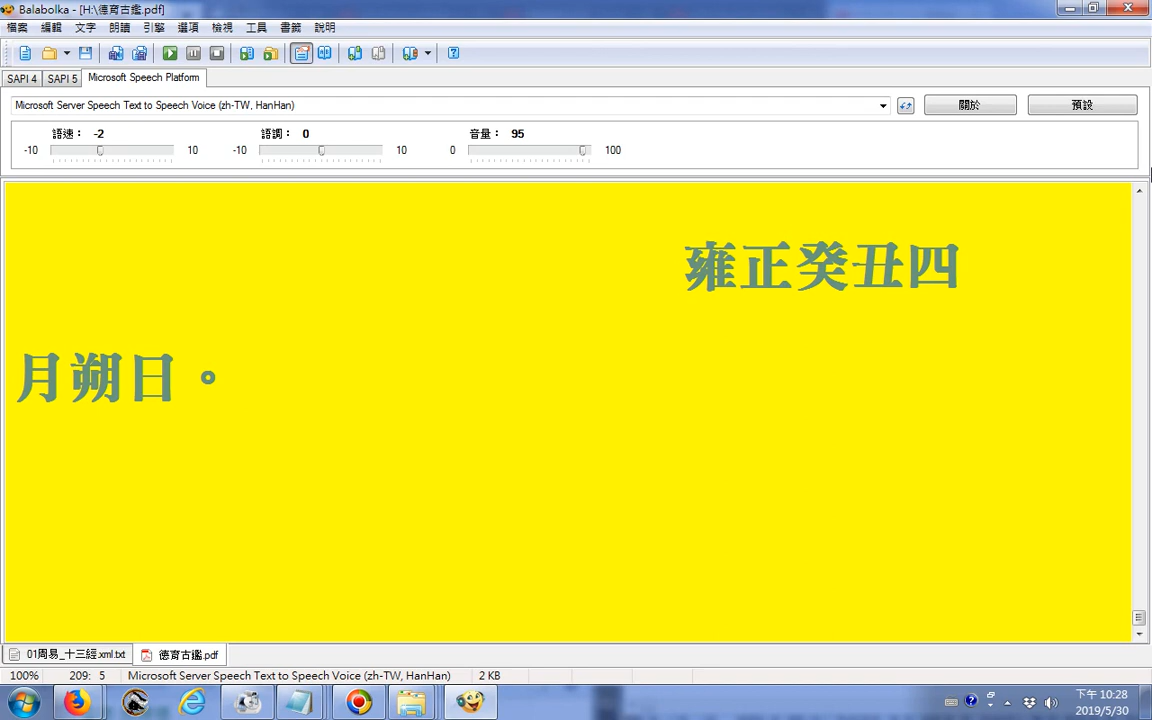 Balabolka - [H:\德育古鑑.pdf]
檔案 編輯 文字 朗讀 引擎 選項 檢視 工具 書籤 說明
SAPI 4 SAPI 5 Microsoft Speech Platform
Microsoft Server Speech Text to Speech Voice (zh-TW, HanHan) 關於 預設
語速： -2 語調： 0 音量： 95
-10 10 -10 10 0 100
雍正癸丑四
月朔日。
01周易_十三經.xml.txt 德育古鑑.pdf
100% 209: 5 Microsoft Server Speech Text to Speech Voice (zh-TW, HanHan) 2 KB
下午 10:28
2019/5/30